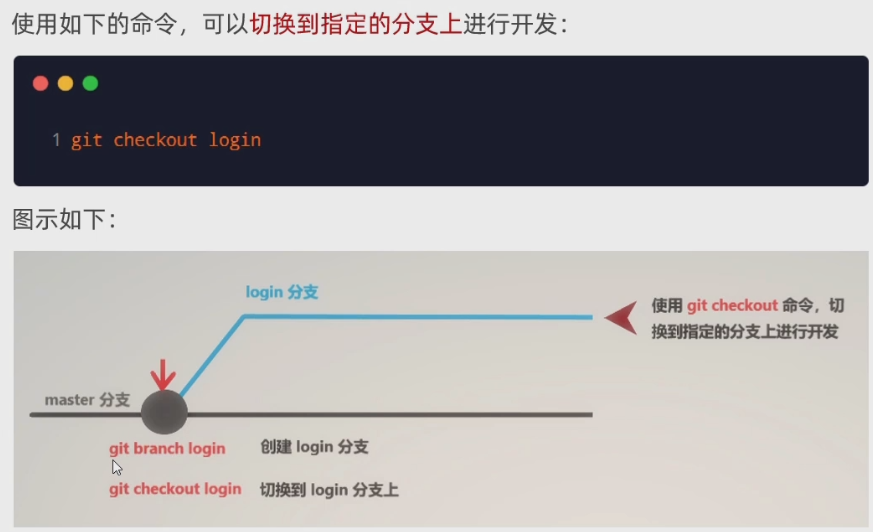 使用如下的命令，可以切换到指定的分支上进行开发：
1 git checkout login
图示如下：
login 分支
使用 git checkout 命令，切
换到指定的分支上进行开发
master 分支
git branch login 创建 login 分支
git checkout login 切换到 login 分支上